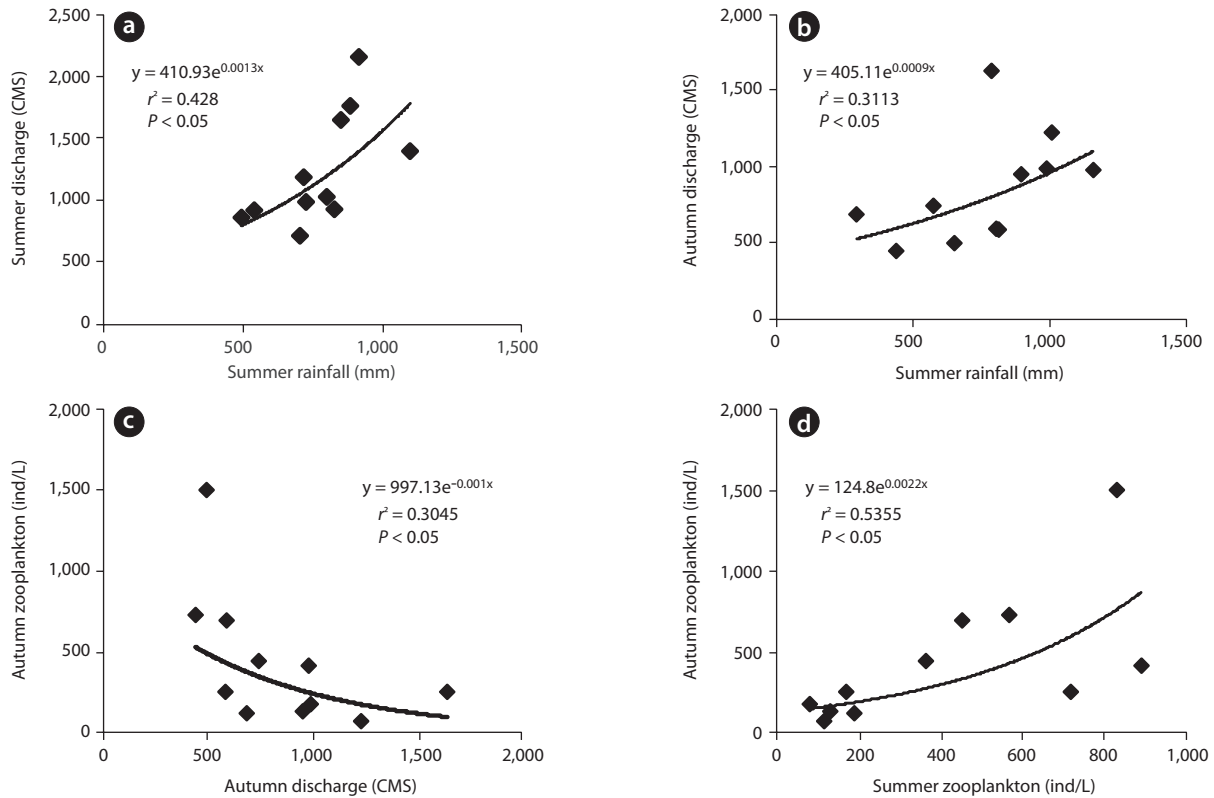 a
2,500
2,000
1,500
1,000
500
0
Summer discharge (CMS)
y = 410.93e^0.0013x
r² = 0.428
P < 0.05
0 500 1,000 1,500
Summer rainfall (mm)
b
2,000
1,500
1,000
500
0
Autumn discharge (CMS)
y = 405.11e^0.0009x
r² = 0.3113
P < 0.05
0 500 1,000 1,500
Summer rainfall (mm)
c
2,000
1,500
1,000
500
0
Autumn zooplankton (ind/L)
y = 997.13e^–0.001x
r² = 0.3045
P < 0.05
0 500 1,000 1,500 2,000
Autumn discharge (CMS)
d
2,000
1,500
1,000
500
0
Autumn zooplankton (ind/L)
y = 124.8e^0.0022x
r² = 0.5355
P < 0.05
0 200 400 600 800 1,000
Summer zooplankton (ind/L)